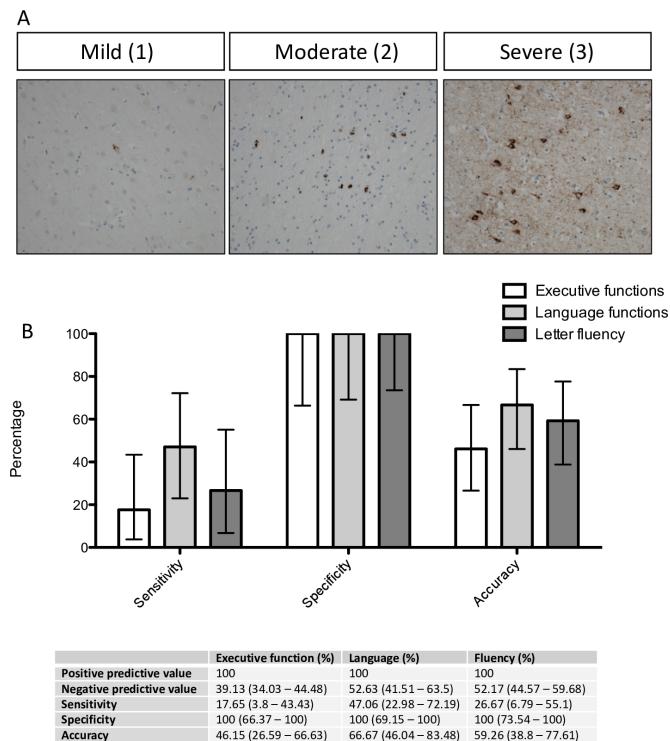 A
Mild (1) Moderate (2) Severe (3)
Executive functions
Language functions
Letter fluency
B
100
80
60
40
20
0
Percentage
Sensitivity
Specificity
Accuracy
Executive function (%) Language (%) Fluency (%)
Positive predictive value 100 100 100
Negative predictive value 39.13 (34.03 – 44.48) 52.63 (41.51 – 63.5) 52.17 (44.57 – 59.68)
Sensitivity 17.65 (3.8 – 43.43) 47.06 (22.98 – 72.19) 26.67 (6.79 – 55.1)
Specificity 100 (66.37 – 100) 100 (69.15 – 100) 100 (73.54 – 100)
Accuracy 46.15 (26.59 – 66.63) 66.67 (46.04 – 83.48) 59.26 (38.8 – 77.61)